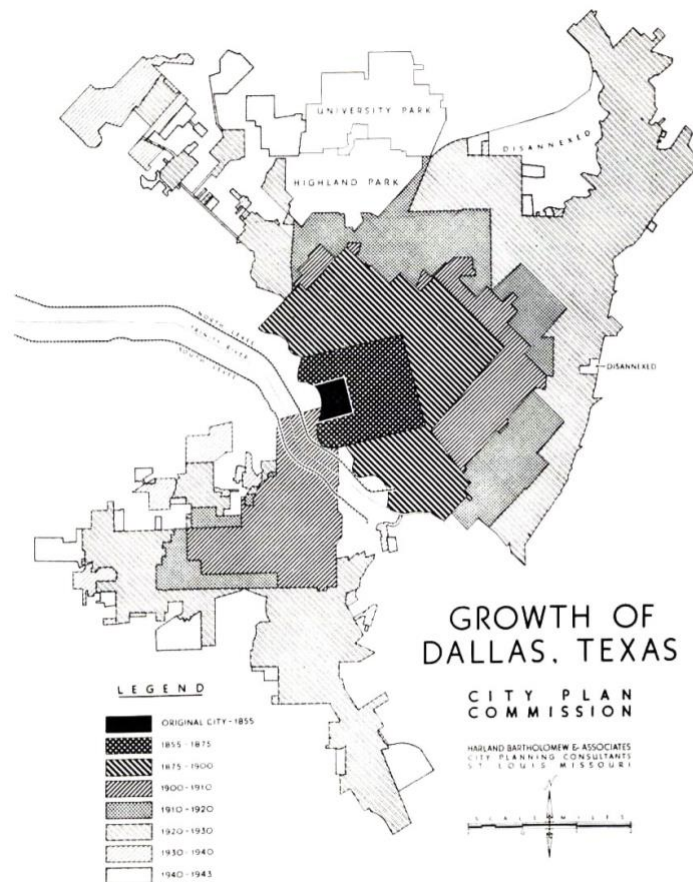 UNIVERSITY PARK
HIGHLAND PARK
DISANNEXED
NORTH LEVEE
TRINITY RIVER
SOUTH LEVEE
DISANNEXED
GROWTH OF
DALLAS, TEXAS
CITY PLAN
COMMISSION
HARLAND BARTHOLOMEW & ASSOCIATES
CITY PLANNING CONSULTANTS
ST. LOUIS MISSOURI
SCALE MILES
LEGEND
ORIGINAL CITY - 1855
1855 - 1875
1875 - 1900
1900 - 1910
1910 - 1920
1920 - 1930
1930 - 1940
1940 - 1943